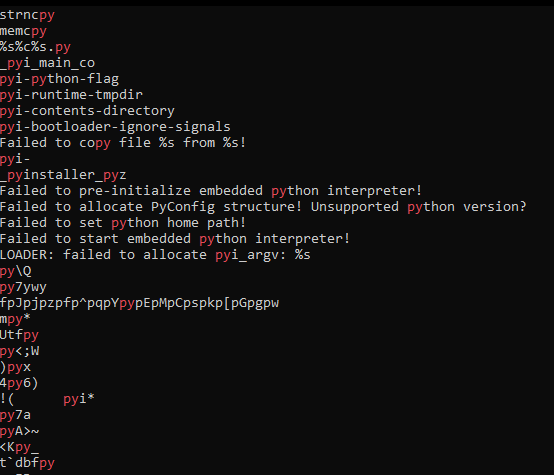 strncpy
memcpy
%s%c%s.py
_pyi_main_co
pyi-python-flag
pyi-runtime-tmpdir
pyi-contents-directory
pyi-bootloader-ignore-signals
Failed to copy file %s from %s!
pyi-
_pyinstaller_pyz
Failed to pre-initialize embedded python interpreter!
Failed to allocate PyConfig structure! Unsupported python version?
Failed to set python home path!
Failed to start embedded python interpreter!
LOADER: failed to allocate pyi_argv: %s
py\Q
py7ywy
fpJpjpzpfp^pqpYpypEpMpCpspkp[pGpgpw
mpy*
Utfpy
py<;W
)pyx
4py6)
!(      pyi*
py7a
pyA>~
<Kpy_
t`dbfpy